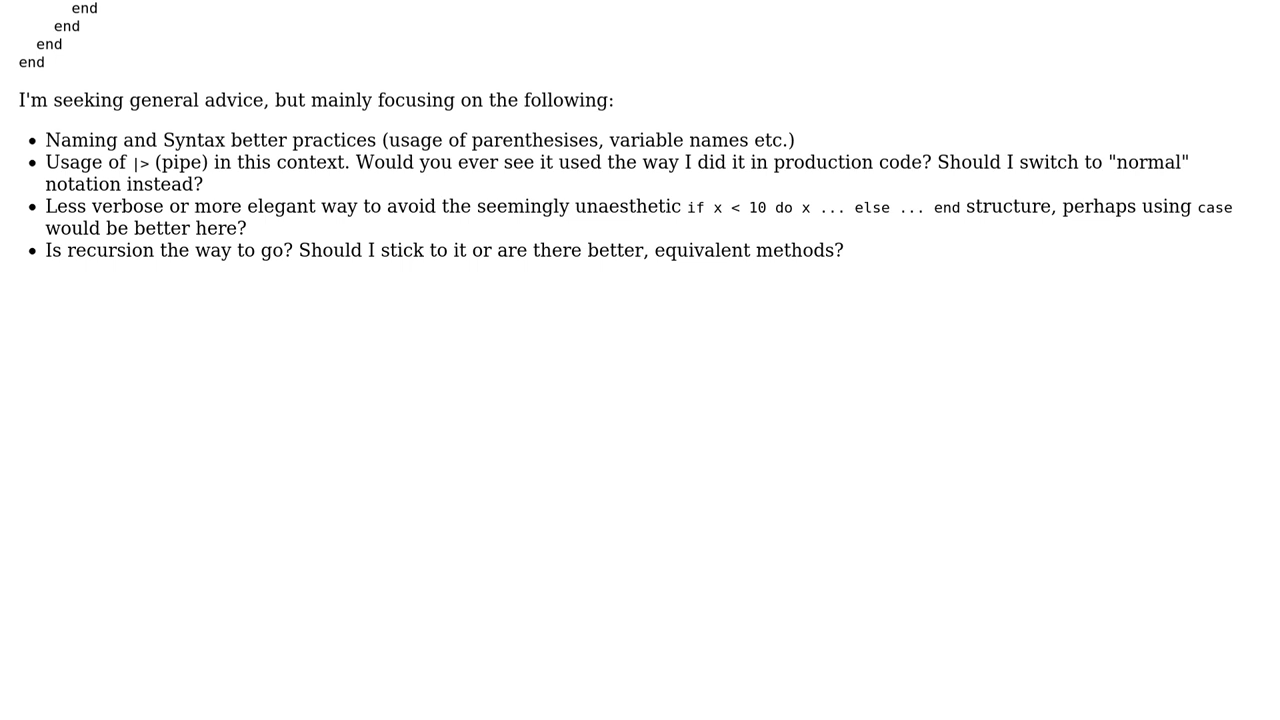 end
end
end
end
I'm seeking general advice, but mainly focusing on the following:
• Naming and Syntax better practices (usage of parenthesises, variable names etc.)
• Usage of |> (pipe) in this context. Would you ever see it used the way I did it in production code? Should I switch to "normal"
notation instead?
• Less verbose or more elegant way to avoid the seemingly unaesthetic if x < 10 do x ... else ... end structure, perhaps using case
would be better here?
• Is recursion the way to go? Should I stick to it or are there better, equivalent methods?